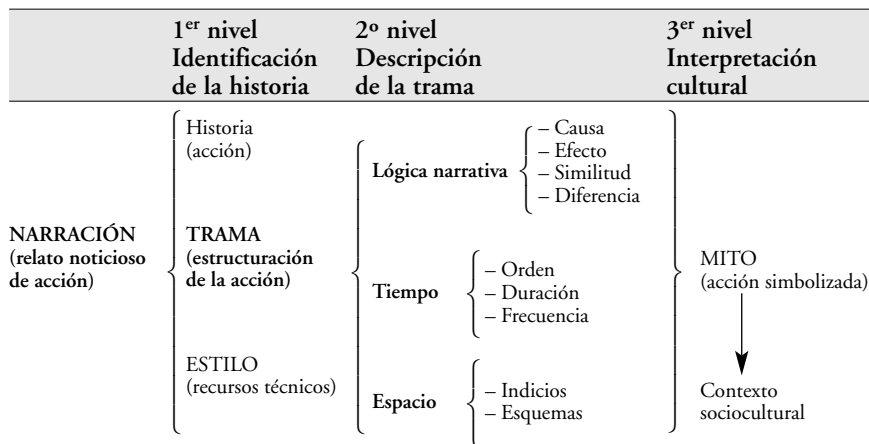 1er nivel
Identificación
de la historia
2º nivel
Descripción
de la trama
3er nivel
Interpretación
cultural
NARRACIÓN
(relato noticioso
de acción)
Historia
(acción)
TRAMA
(estructuración
de la acción)
ESTILO
(recursos técnicos)
Lógica narrativa
– Causa
– Efecto
– Similitud
– Diferencia
Tiempo
– Orden
– Duración
– Frecuencia
Espacio
– Indicios
– Esquemas
MITO
(acción simbolizada)
Contexto
sociocultural